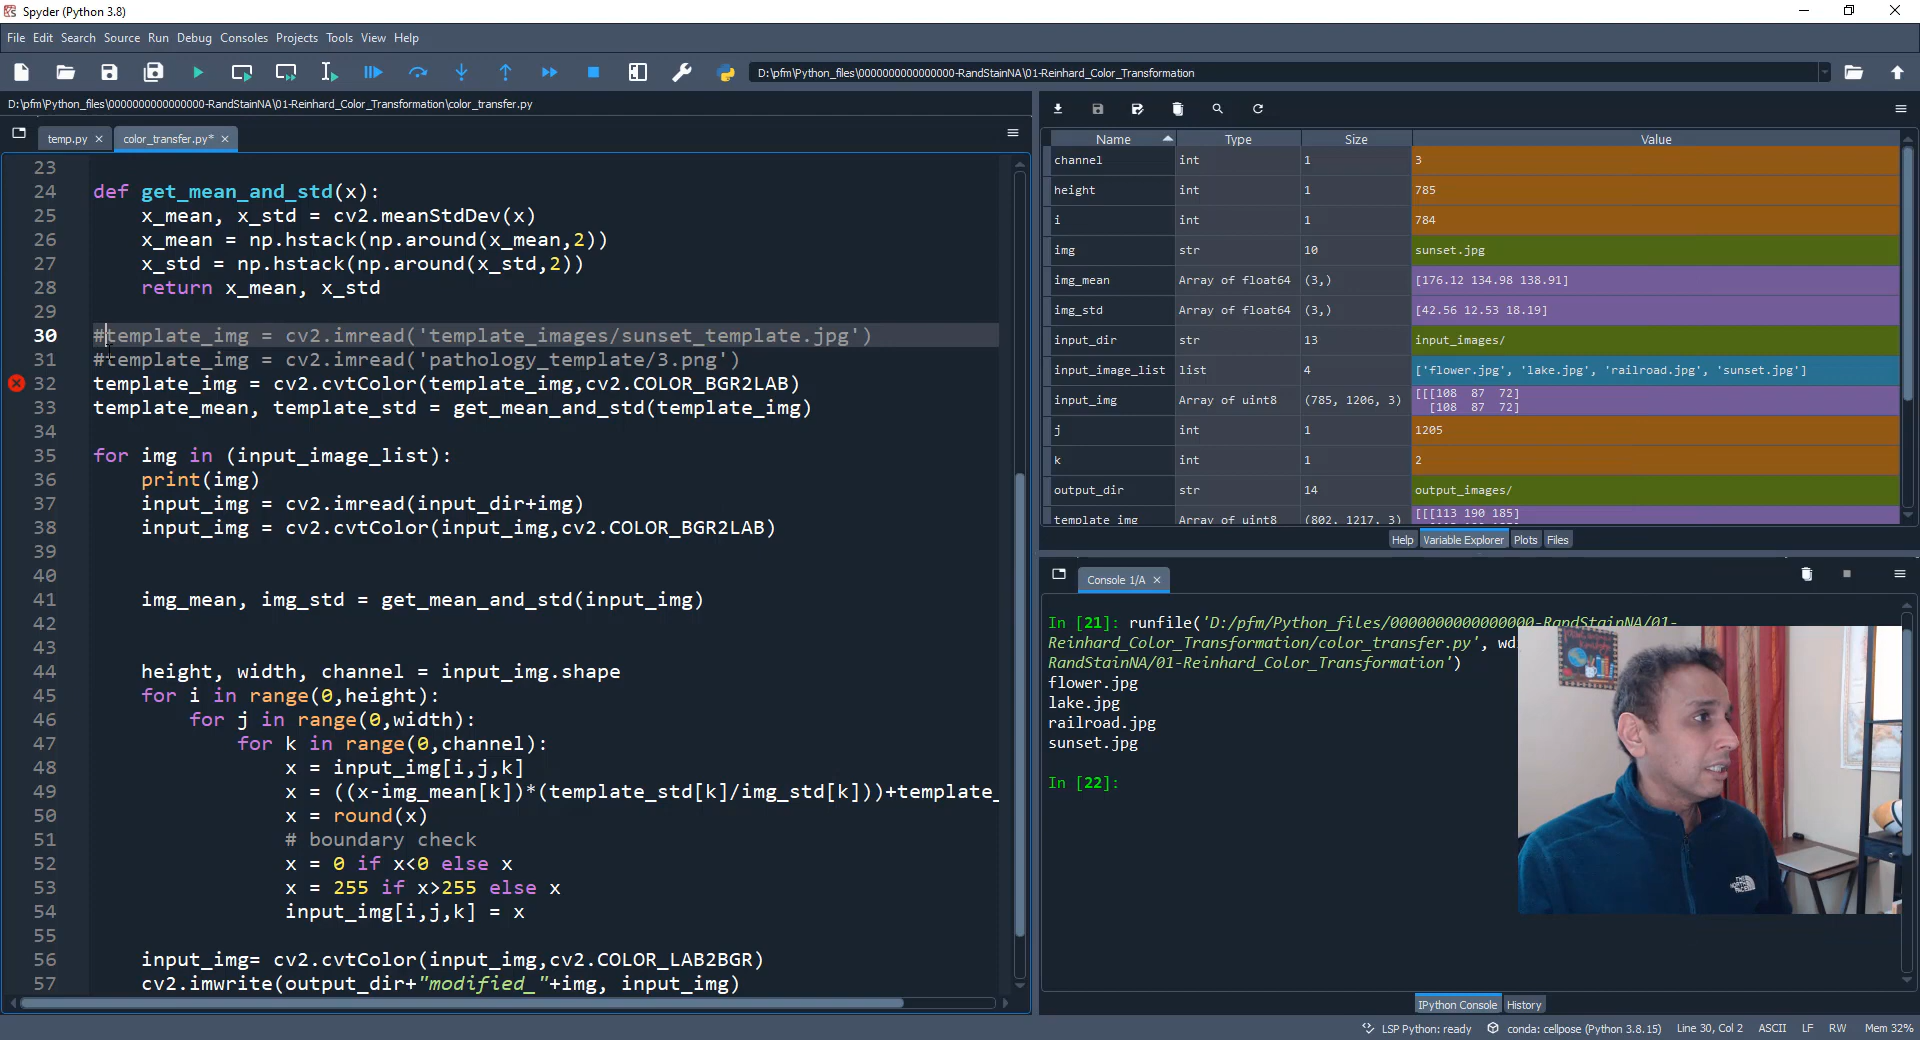 Spyder (Python 3.8)
File Edit Search Source Run Debug Consoles Projects Tools View Help
D:\pfm\Python_files\0000000000000000-RandStainNA\01-Reinhard_Color_Transformation
D:\pfm\Python_files\0000000000000000-RandStainNA\01-Reinhard_Color_Transformation\color_transfer.py
temp.py color_transfer.py*
23
24 def get_mean_and_std(x):
25 x_mean, x_std = cv2.meanStdDev(x)
26 x_mean = np.hstack(np.around(x_mean,2))
27 x_std = np.hstack(np.around(x_std,2))
28 return x_mean, x_std
29
30 #template_img = cv2.imread('template_images/sunset_template.jpg')
31 #template_img = cv2.imread('pathology_template/3.png')
32 template_img = cv2.cvtColor(template_img,cv2.COLOR_BGR2LAB)
33 template_mean, template_std = get_mean_and_std(template_img)
34
35 for img in (input_image_list):
36 print(img)
37 input_img = cv2.imread(input_dir+img)
38 input_img = cv2.cvtColor(input_img,cv2.COLOR_BGR2LAB)
39
40
41 img_mean, img_std = get_mean_and_std(input_img)
42
43
44 height, width, channel = input_img.shape
45 for i in range(0,height):
46 for j in range(0,width):
47 for k in range(0,channel):
48 x = input_img[i,j,k]
49 x = ((x-img_mean[k])*(template_std[k]/img_std[k]))+template_
50 x = round(x)
51 # boundary check
52 x = 0 if x<0 else x
53 x = 255 if x>255 else x
54 input_img[i,j,k] = x
55
56 input_img= cv2.cvtColor(input_img,cv2.COLOR_LAB2BGR)
57 cv2.imwrite(output_dir+"modified_"+img, input_img)
Name Type Size Value
channel int 1 3
height int 1 785
i int 1 784
img str 10 sunset.jpg
img_mean Array of float64 (3,) [176.12 134.98 138.91]
img_std Array of float64 (3,) [42.56 12.53 18.19]
input_dir str 13 input_images/
input_image_list list 4 ['flower.jpg', 'lake.jpg', 'railroad.jpg', 'sunset.jpg']
input_img Array of uint8 (785, 1206, 3) [[[108 87 72]
[108 87 72]
j int 1 1205
k int 1 2
output_dir str 14 output_images/
template_img Array of uint8 (802, 1217, 3) [[[113 190 185]
Help Variable Explorer Plots Files
Console 1/A
In [21]: runfile('D:/pfm/Python_files/0000000000000000-RandStainNA/01-
Reinhard_Color_Transformation/color_transfer.py', wd
RandStainNA/01-Reinhard_Color_Transformation')
flower.jpg
lake.jpg
railroad.jpg
sunset.jpg
In [22]:
THE NORTH FACE
IPython Console History
LSP Python: ready conda: cellpose (Python 3.8.15) Line 30, Col 2 ASCII LF RW Mem 32%